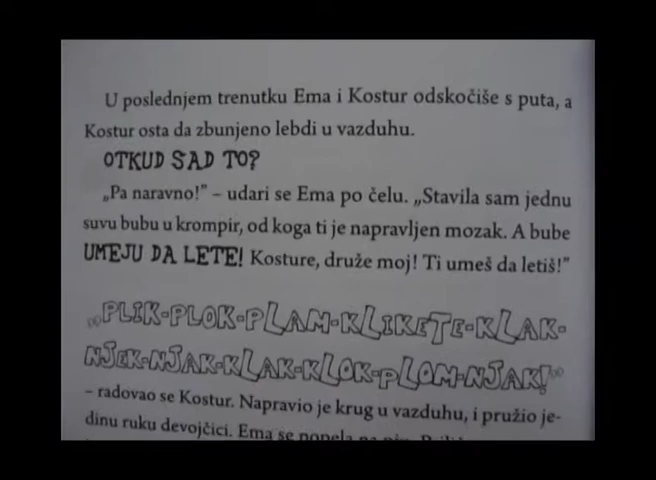 U poslednjem trenutku Ema i Kostur odskočiše s puta, a
Kostur osta da zbunjeno lebdi u vazduhu.
OTKUD SAD TO?
„Pa naravno!” – udari se Ema po čelu. „Stavila sam jednu
suvu bubu u krompir, od koga ti je napravljen mozak. A bube
UMEJU DA LETE! Kosture, druže moj! Ti umeš da letiš!”
„PLIK-PLOK-PLAM-KLIKETE-KLAK-
NJEK-NJAK-KLAK-KLOK-PLOM-NJAK!”
– radovao se Kostur. Napravio je krug u vazduhu, i pružio je-
dinu ruku devojčici. Ema se popela na